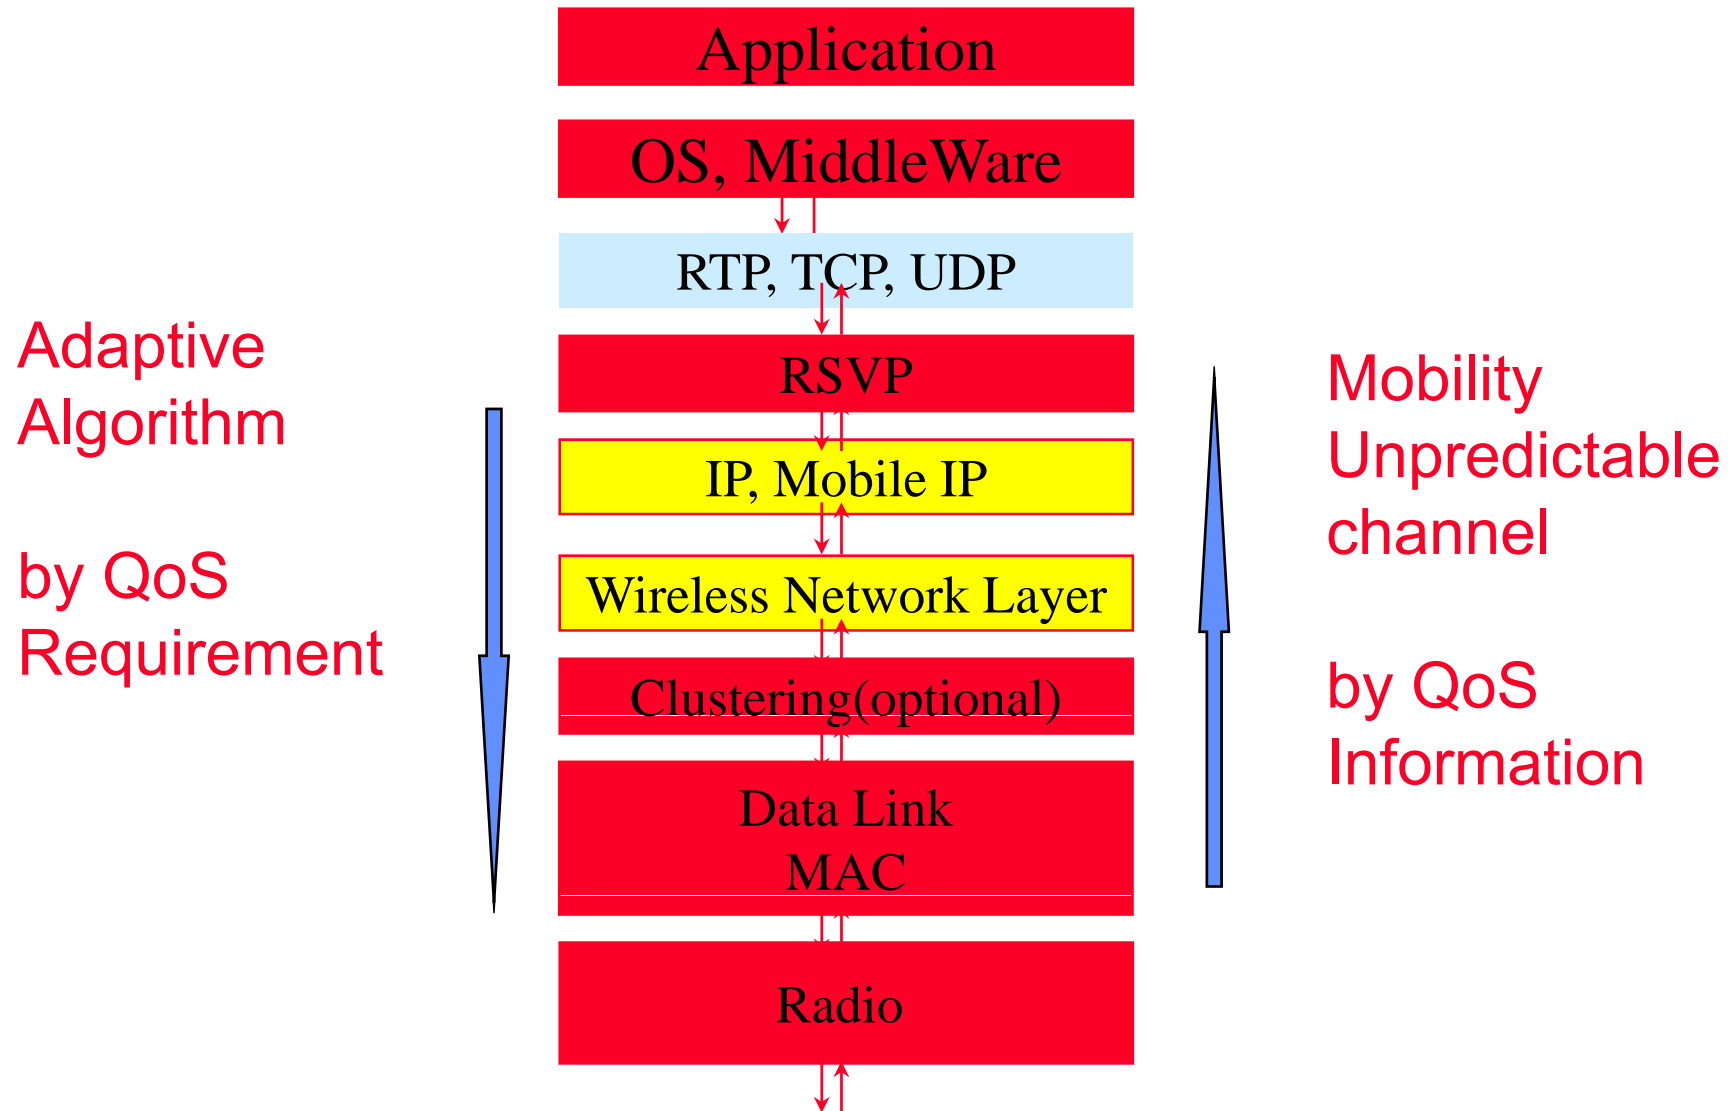 Application
OS, MiddleWare
RTP, TCP, UDP
RSVP
IP, Mobile IP
Wireless Network Layer
Clustering(optional)
Data Link
MAC
Radio
Adaptive
Algorithm
by QoS
Requirement
Mobility
Unpredictable
channel
by QoS
Information